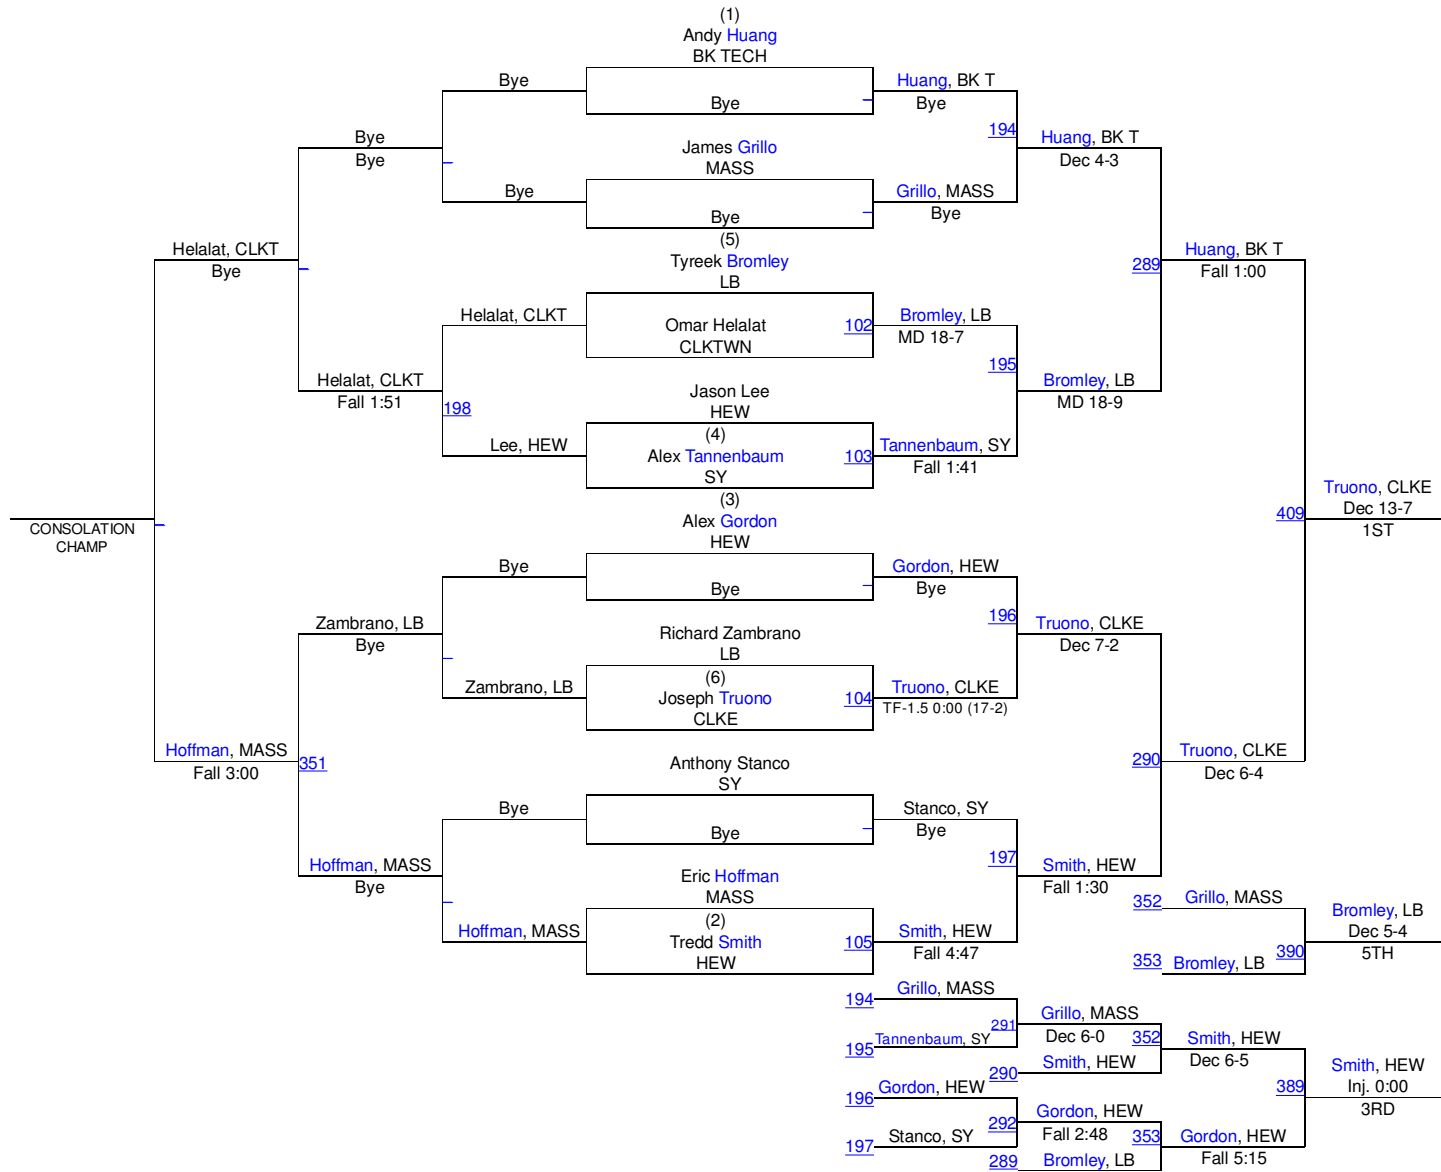 (1)
Andy Huang
BK TECH
Bye
Huang, BK T
Bye
Bye
194
Bye
Huang, BK T
James Grillo
Bye
Dec 4-3
MASS
Bye
Grillo, MASS
Bye
Bye
(5)
Helalat, CLKT
Huang, BK T
Tyreek Bromley
Bye
289
Fall 1:00
LB
Helalat, CLKT
Bromley, LB
Omar Helalat
102
CLKTWN
MD 18-7
195
Helalat, CLKT
Bromley, LB
Jason Lee
Fall 1:51
MD 18-9
198
HEW
(4)
Lee, HEW
Tannenbaum, SY
Alex Tannenbaum
103
Fall 1:41
SY
Truono, CLKE
(3)
Dec 13-7
409
Alex Gordon
CONSOLATION
1ST
HEW
CHAMP
Bye
Gordon, HEW
Bye
Bye
196
Zambrano, LB
Truono, CLKE
Richard Zambrano
Bye
Dec 7-2
LB
(6)
Zambrano, LB
Truono, CLKE
Joseph Truono
104
TF-1.5 0:00 (17-2)
CLKE
Hoffman, MASS
Truono, CLKE
290
Anthony Stanco
351
Fall 3:00
Dec 6-4
SY
Bye
Stanco, SY
Bye
Bye
197
Hoffman, MASS
Smith, HEW
Eric Hoffman
Bye
Fall 1:30
MASS
352
Grillo, MASS
Bromley, LB
(2)
Hoffman, MASS
Smith, HEW
Dec 5-4
Tredd Smith
105
Fall 4:47
390
5TH
HEW
353
Bromley, LB
194
Grillo, MASS
Grillo, MASS
291
195
Tannenbaum, SY
Dec 6-0
352
Smith, HEW
Dec 6-5
290
Smith, HEW
Smith, HEW
196
Gordon, HEW
389
Inj. 0:00
3RD
Gordon, HEW
292
197
Stanco, SY
Fall 2:48
353
Gordon, HEW
289
Bromley, LB
Fall 5:15